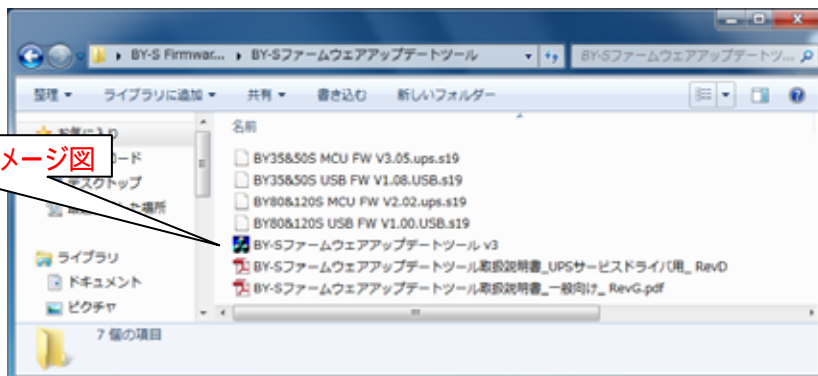 BY-S Firmwar... ▸ BY-Sファームウェアアップデートツール
BY-Sファームウェアアップデートツ...
整理 ライブラリに追加 共有 書き込む 新しいフォルダー
お気に入り
メージ図
ード
デスクトップ
た場所
ライブラリ
ドキュメント
ピクチャ
名前
BY35&50S MCU FW V3.05.ups.s19
BY35&50S USB FW V1.08.USB.s19
BY80&120S MCU FW V2.02.ups.s19
BY80&120S USB FW V1.00.USB.s19
BY-Sファームウェアアップデートツール v3
BY-Sファームウェアアップデートツール取扱説明書_UPSサービスドライバ用_ RevD
BY-Sファームウェアアップデートツール取扱説明書_一般向け_ RevG.pdf
7 個の項目